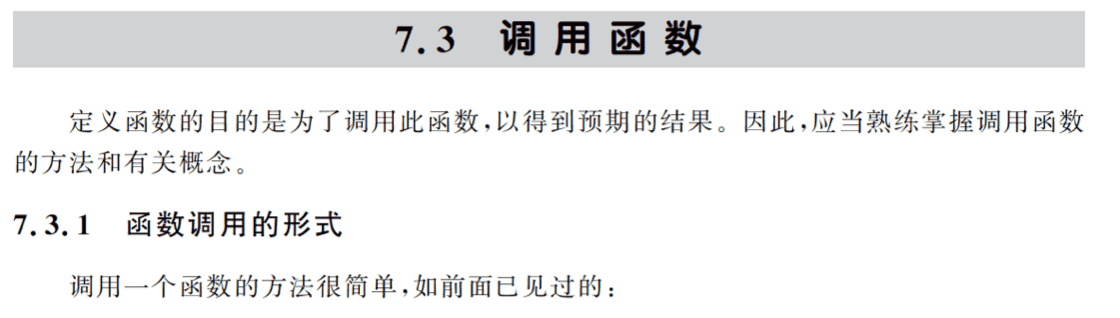 7.3 调用函数
定义函数的目的是为了调用此函数,以得到预期的结果。因此,应当熟练掌握调用函数
的方法和有关概念。
7.3.1 函数调用的形式
调用一个函数的方法很简单,如前面已见过的: